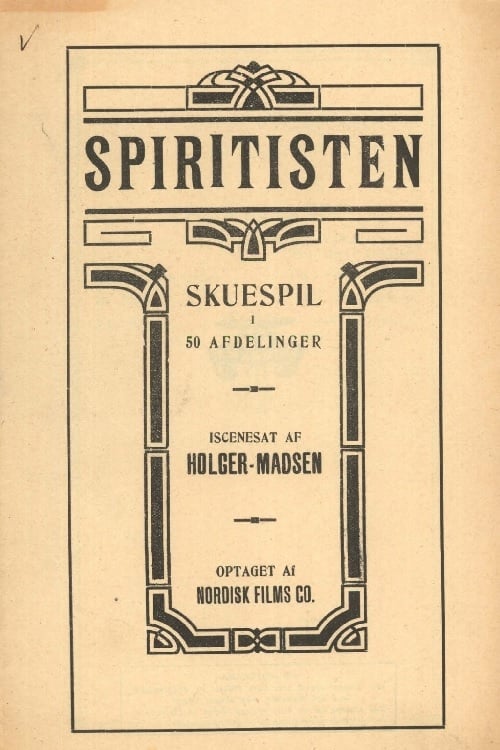 SPIRITISTEN
SKUESPIL
I
50 AFDELINGER
ISCENESAT AF
HOLGER-MADSEN
OPTAGET Af
NORDISK FILMS CO.